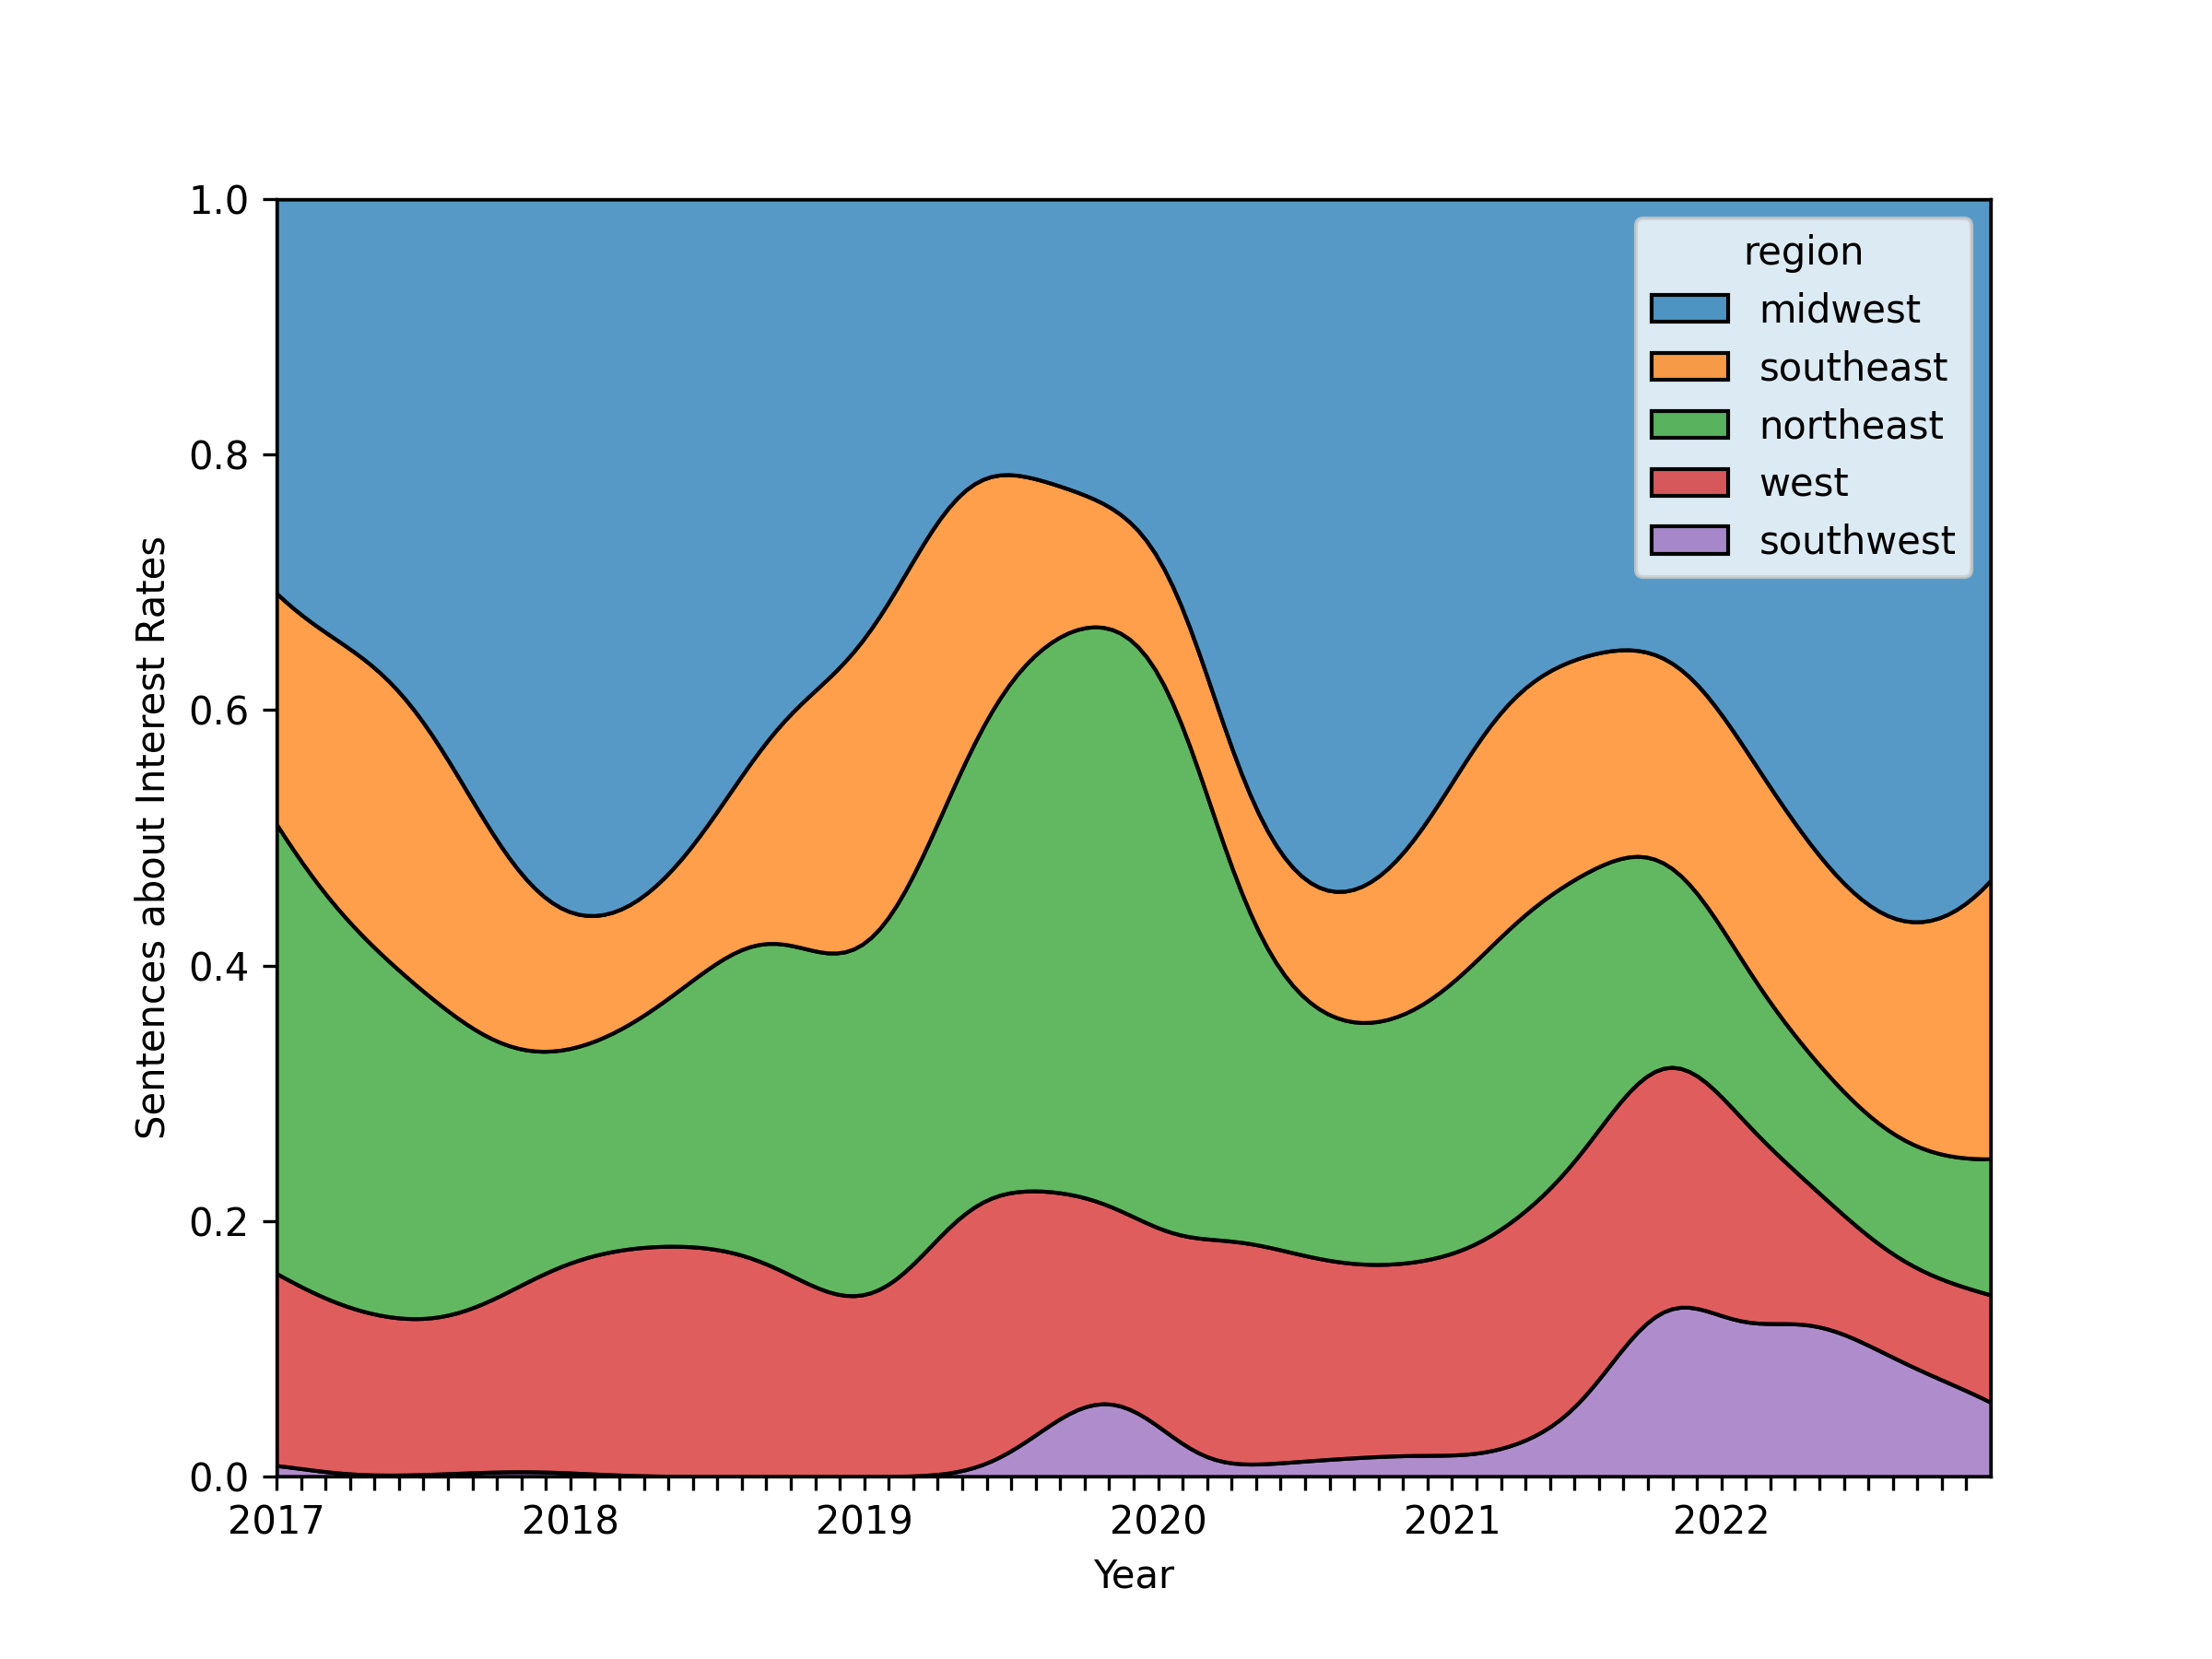 1.0
0.8
0.6
0.4
0.2
0.0
Sentences about Interest Rates
region
midwest
southeast
northeast
west
southwest
2017 2018 2019 2020 2021 2022
Year